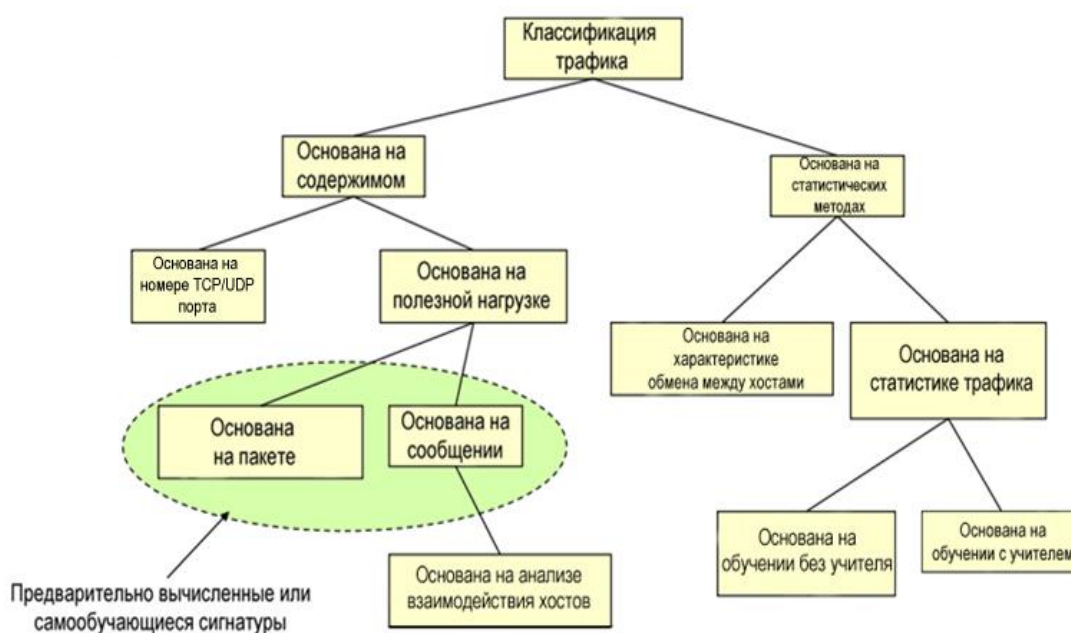 Классификация
трафика
Основана на
содержимом
Основана на
статистических
методах
Основана на
номере TCP/UDP
порта
Основана на
полезной нагрузке
Основана на
характеристике
обмена между хостами
Основана на
статистике трафика
Основана
на пакете
Основана на
сообщении
Основана на
обучении без учителя
Основана на
обучении с учителем
Основана на анализе
взаимодействия хостов
Предварительно вычисленные или
самообучающиеся сигнатуры